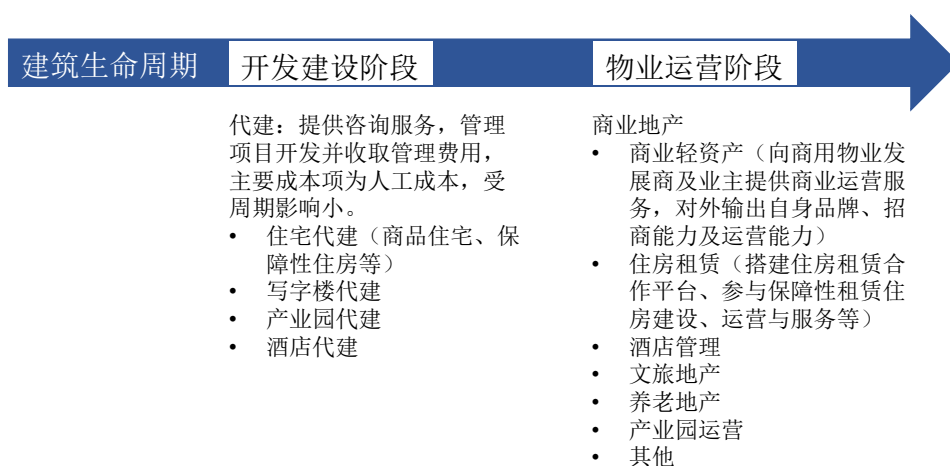 建筑生命周期
开发建设阶段
物业运营阶段
代建：提供咨询服务，管理
项目开发并收取管理费用，
主要成本项为人工成本，受
周期影响小。
• 住宅代建（商品住宅、保
障性住房等）
• 写字楼代建
• 产业园代建
• 酒店代建
商业地产
• 商业轻资产（向商用物业发
展商及业主提供商业运营服
务，对外输出自身品牌、招
商能力及运营能力）
• 住房租赁（搭建住房租赁合
作平台、参与保障性租赁住
房建设、运营与服务等）
• 酒店管理
• 文旅地产
• 养老地产
• 产业园运营
• 其他